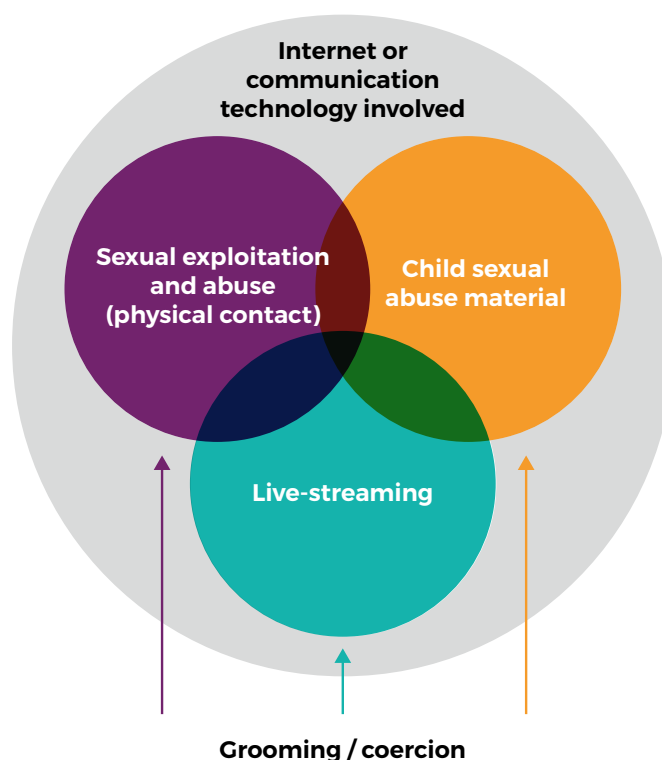 Internet or
communication
technology involved
Sexual exploitation
and abuse
(physical contact)
Child sexual
abuse material
Live-streaming
Grooming / coercion